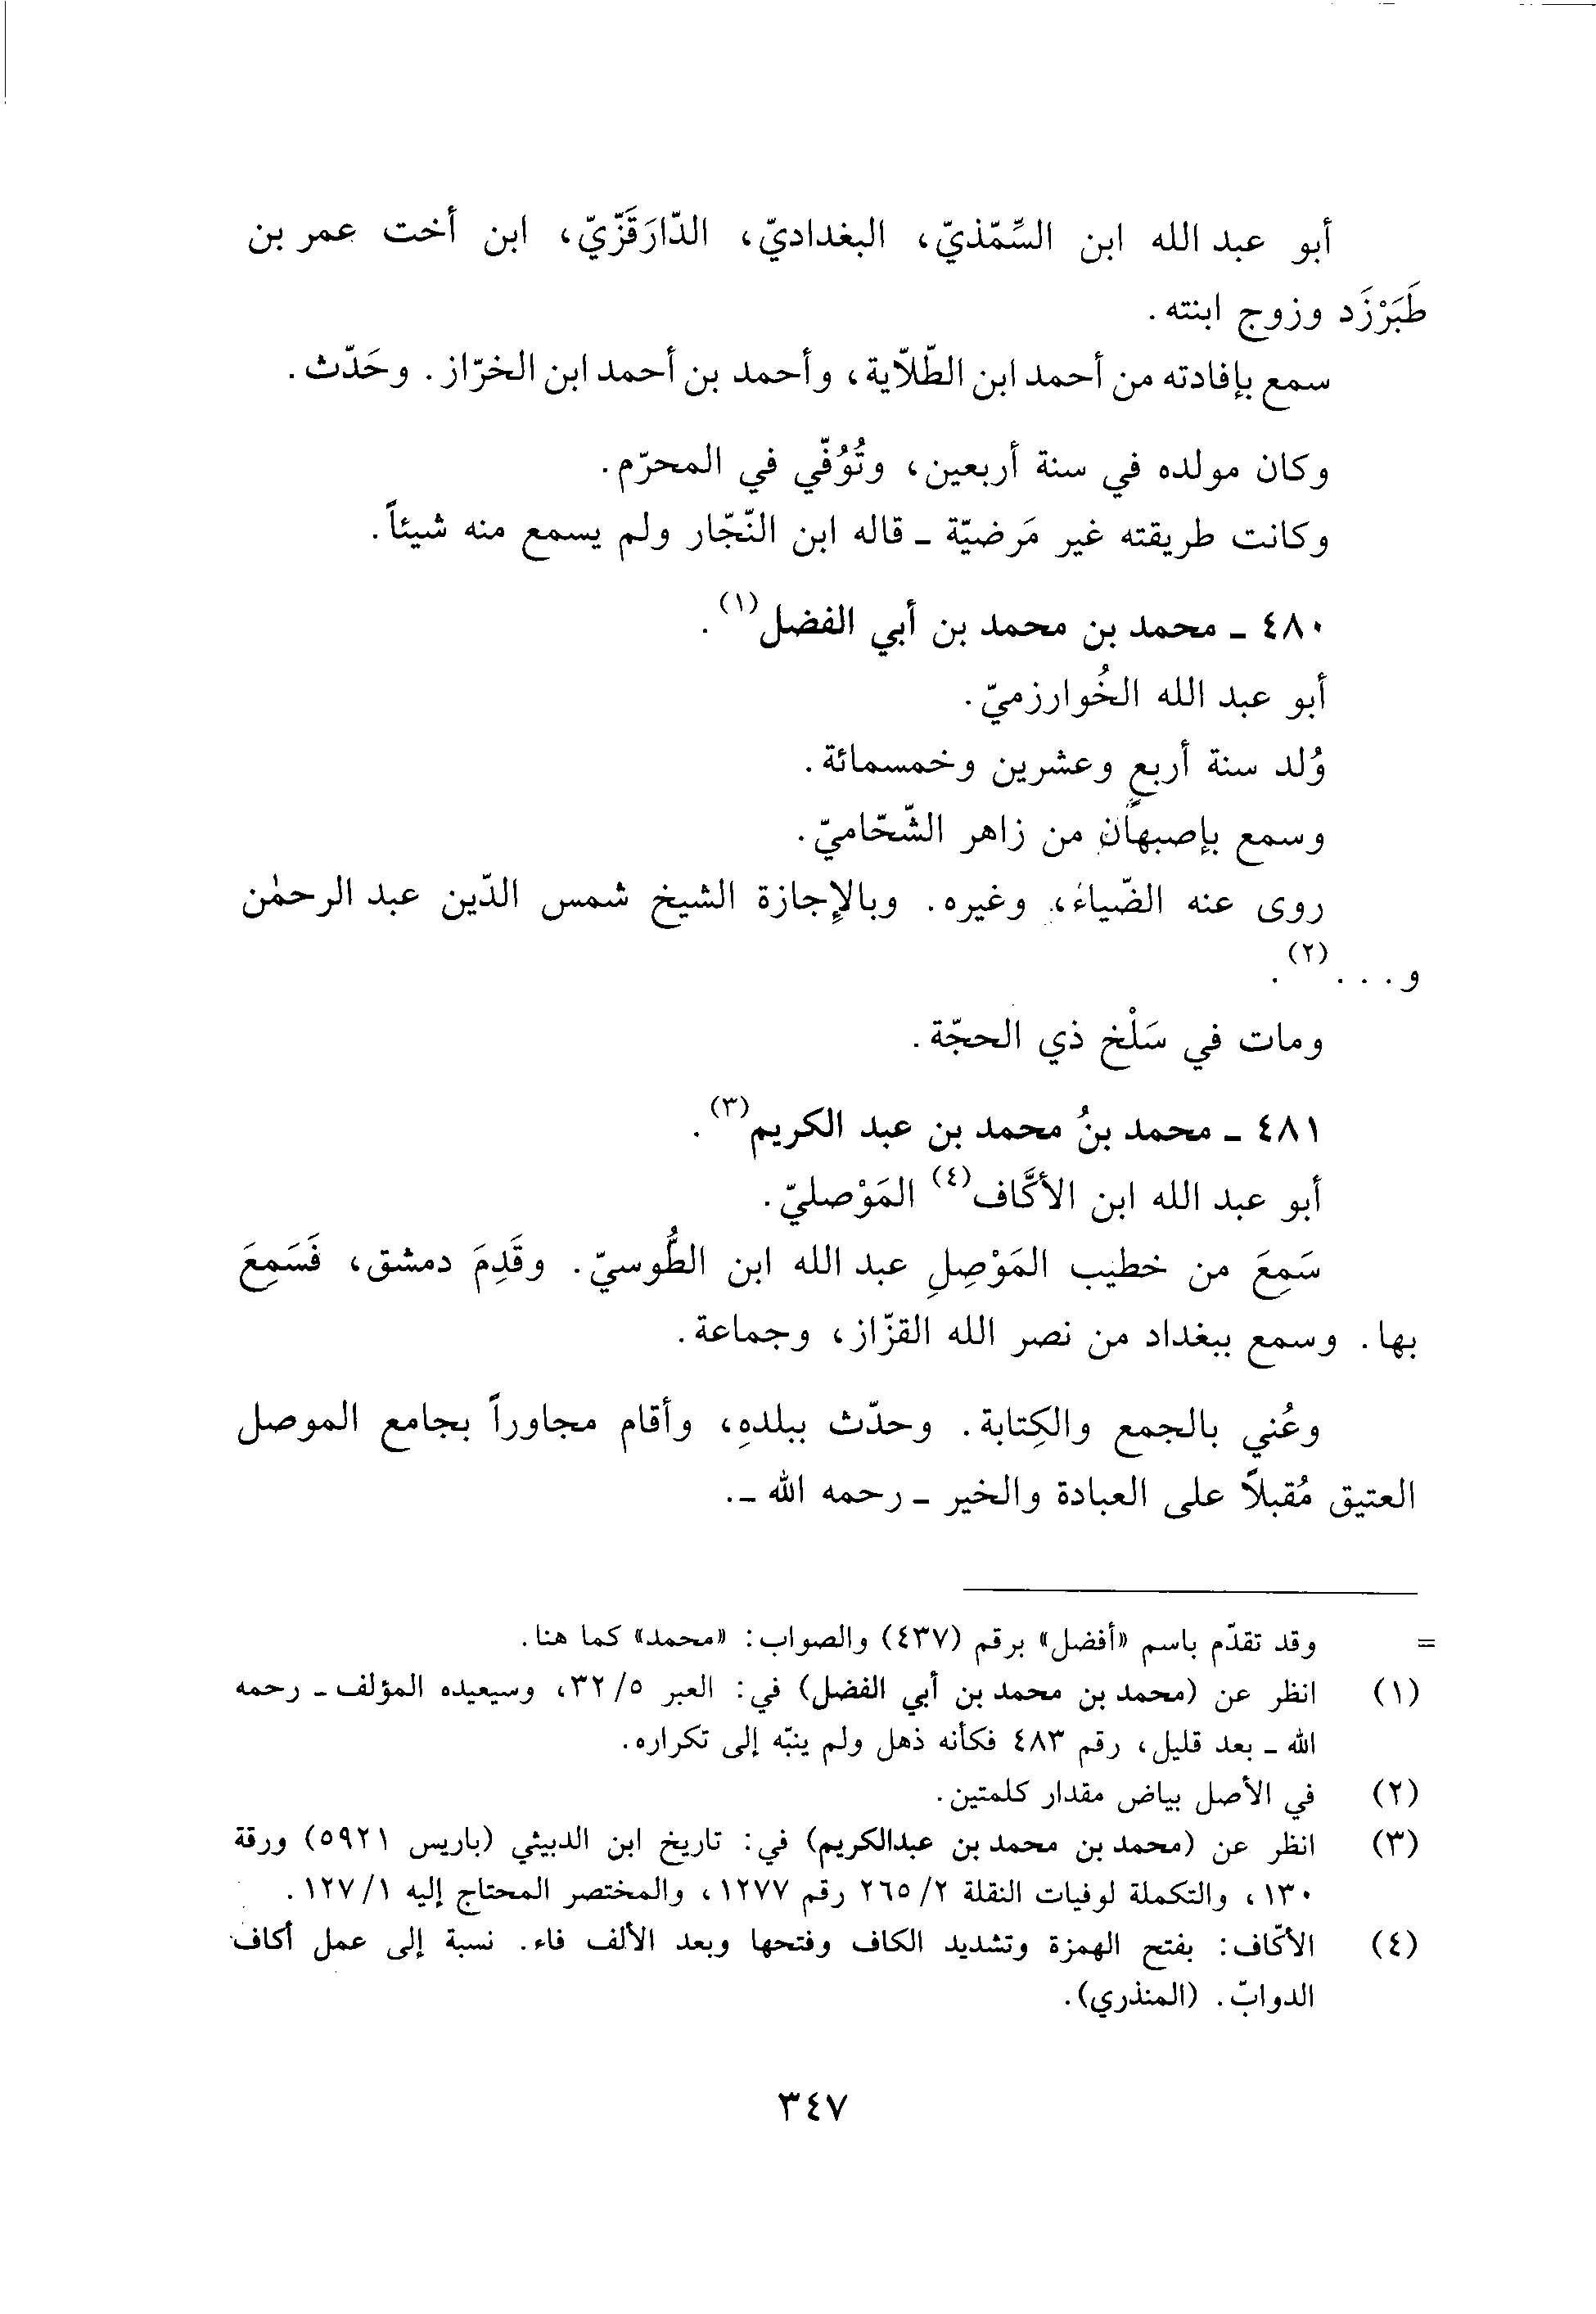 أبو عبد الله ابن السِّمّذيّ، البغداديّ، الدّارَقَزّيّ، ابن أخت عمر بن
طَبَرْزَد وزوج ابنته.
سمع بإفادته من أحمد ابن الطّلّاية، وأحمد بن أحمد ابن الخرّاز. وحَدّث.
وكان مولده في سنة أربعين، وتُوُفّي في المحرّم.
وكانت طريقته غير مَرضيّة ـ قاله ابن النّجّار ولم يسمع منه شيئاً.
٤٨٠ ـ محمد بن محمد بن أبي الفضل(١).
أبو عبد الله الخُوارزميّ.
وُلد سنة أربعٍ وعشرين وخمسمائة.
وسمع بإصبهان من زاهر الشّحّاميّ.
روى عنه الضّياء، وغيره. وبالإجازة الشيخ شمس الدّين عبد الرحمٰن
و...(٢).
ومات في سَلْخ ذي الحجّة.
٤٨١ ـ محمد بنُ محمد بن عبد الكريم(٣).
أبو عبد الله ابن الأكَّاف(٤) المَوْصليّ.
سَمِعَ من خطيب المَوْصِلِ عبد الله ابن الطُّوسيّ. وقَدِمَ دمشق، فَسَمِعَ
بها. وسمع ببغداد من نصر الله القزّاز، وجماعة.
وعُني بالجمع والكِتابة. وحدّث ببلدهِ، وأقام مجاوراً بجامع الموصل
العتيق مُقبلاً على العبادة والخير ـ رحمه الله ـ.
= وقد تقدّم باسم «أفضل» برقم (٤٣٧) والصواب: «محمد» كما هنا.
(١) انظر عن (محمد بن محمد بن أبي الفضل) في: العبر ٥/ ٣٢، وسيعيده المؤلف ـ رحمه
الله ـ بعد قليل، رقم ٤٨٣ فكأنه ذهل ولم ينبّه إلى تكراره.
(٢) في الأصل بياض مقدار كلمتين.
(٣) انظر عن (محمد بن محمد بن عبدالكريم) في: تاريخ ابن الدبيثي (باريس ٥٩٢١) ورقة
١٣٠، والتكملة لوفيات النقلة ٢/ ٢٦٥ رقم ١٢٧٧، والمختصر المحتاج إليه ١/ ١٢٧.
(٤) الأكّاف: بفتح الهمزة وتشديد الكاف وفتحها وبعد الألف فاء. نسبة إلى عمل أكاف
الدوابّ. (المنذري).
٣٤٧